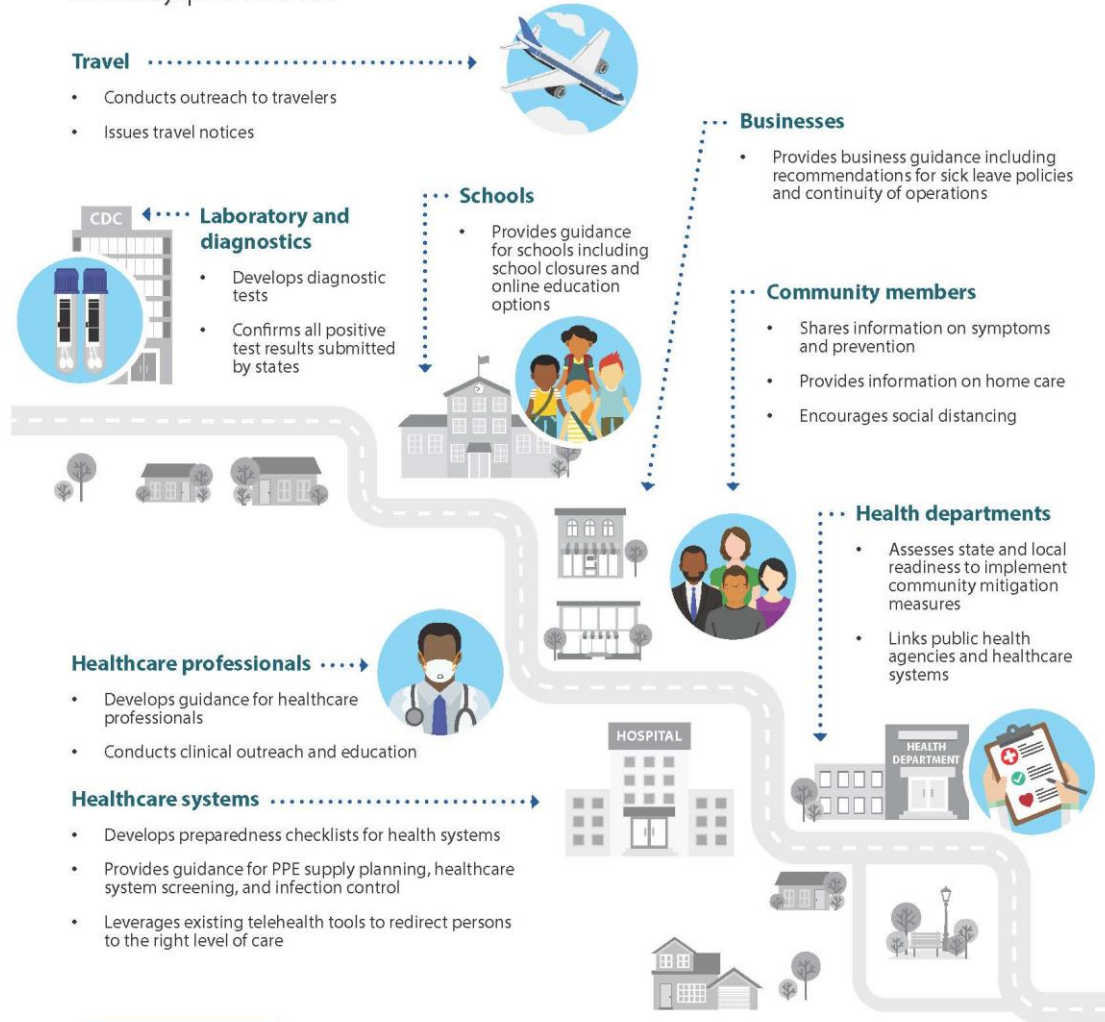 Travel
• Conducts outreach to travelers
• Issues travel notices
Businesses
• Provides business guidance including
recommendations for sick leave policies
and continuity of operations
CDC
Laboratory and
diagnostics
• Develops diagnostic
tests
• Confirms all positive
test results submitted
by states
Schools
• Provides guidance
for schools including
school closures and
online education
options
Community members
• Shares information on symptoms
and prevention
• Provides information on home care
• Encourages social distancing
Health departments
• Assesses state and local
readiness to implement
community mitigation
measures
• Links public health
agencies and healthcare
systems
Healthcare professionals
• Develops guidance for healthcare
professionals
• Conducts clinical outreach and education
HOSPITAL
HEALTH
DEPARTMENT
Healthcare systems
• Develops preparedness checklists for health systems
• Provides guidance for PPE supply planning, healthcare
system screening, and infection control
• Leverages existing telehealth tools to redirect persons
to the right level of care